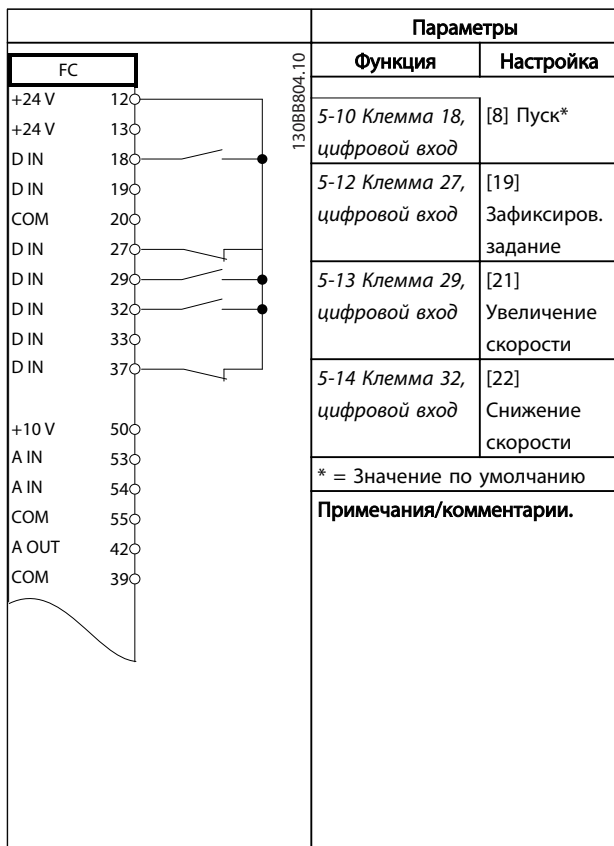 Параметры
FC
130BB804.10
Функция Настройка
+24 V 12
+24 V 13
D IN 18
D IN 19
COM 20
D IN 27
D IN 29
D IN 32
D IN 33
D IN 37
+10 V 50
A IN 53
A IN 54
COM 55
A OUT 42
COM 39
5-10 Клемма 18, [8] Пуск*
цифровой вход
5-12 Клемма 27, [19]
цифровой вход Зафиксиров.
задание
5-13 Клемма 29, [21]
цифровой вход Увеличение
скорости
5-14 Клемма 32, [22]
цифровой вход Снижение
скорости
* = Значение по умолчанию
Примечания/комментарии.